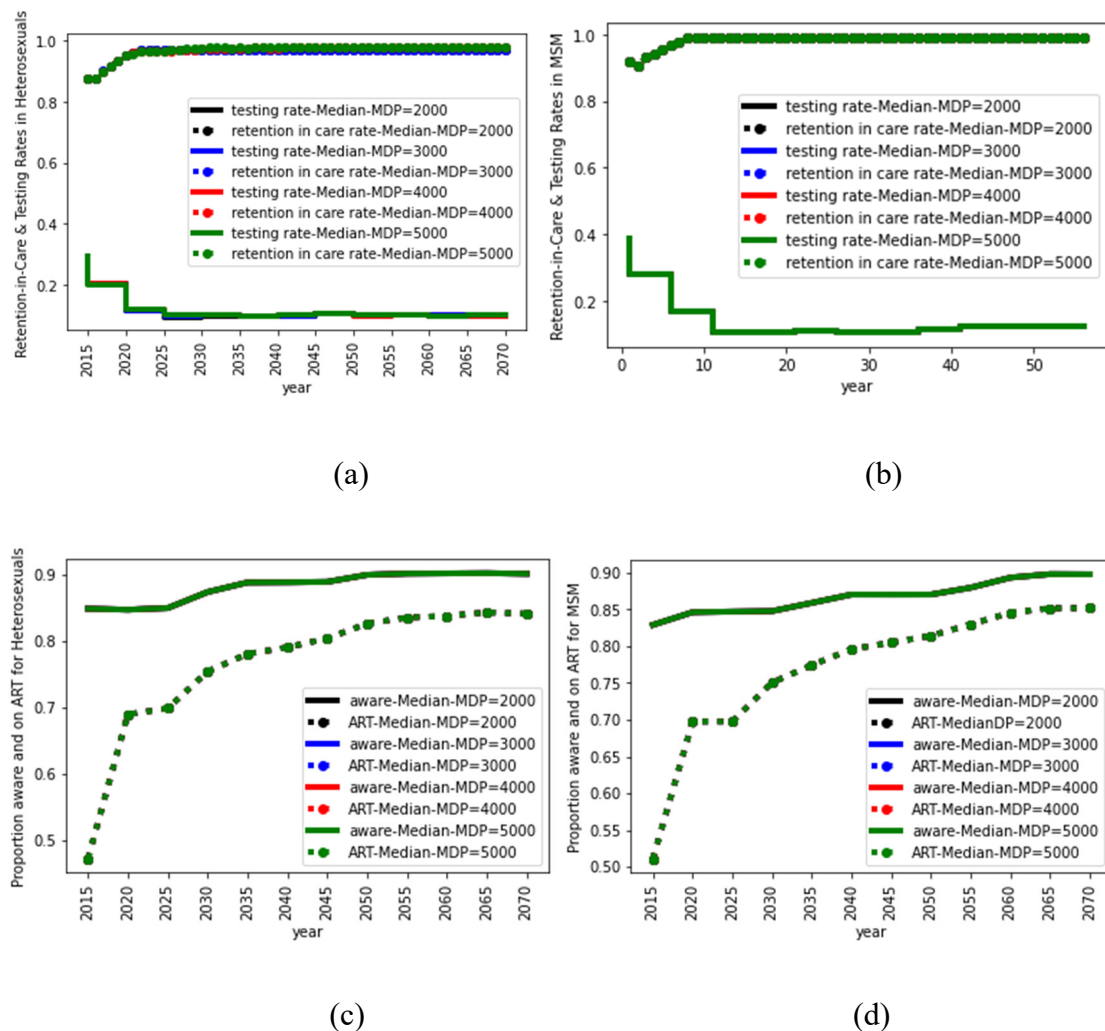 Retention-in-Care & Testing Rates in Heterosexuals
1.0
0.8
0.6
0.4
0.2
testing rate-Median-MDP=2000
retention in care rate-Median-MDP=2000
testing rate-Median-MDP=3000
retention in care rate-Median-MDP=3000
testing rate-Median-MDP=4000
retention in care rate-Median-MDP=4000
testing rate-Median-MDP=5000
retention in care rate-Median-MDP=5000
2015 2020 2025 2030 2035 2040 2045 2050 2055 2060 2065 2070
year
(a)
Retention-in-Care & Testing Rates in MSM
1.0
0.8
0.6
0.4
0.2
testing rate-Median-MDP=2000
retention in care rate-Median-MDP=2000
testing rate-Median-MDP=3000
retention in care rate-Median-MDP=3000
testing rate-Median-MDP=4000
retention in care rate-Median-MDP=4000
testing rate-Median-MDP=5000
retention in care rate-Median-MDP=5000
0 10 20 30 40 50
year
(b)
Proportion aware and on ART for Heterosexuals
0.9
0.8
0.7
0.6
0.5
aware-Median-MDP=2000
ART-Median-MDP=2000
aware-Median-MDP=3000
ART-Median-MDP=3000
aware-Median-MDP=4000
ART-Median-MDP=4000
aware-Median-MDP=5000
ART-Median-MDP=5000
2015 2020 2025 2030 2035 2040 2045 2050 2055 2060 2065 2070
year
(c)
Proportion aware and on ART for MSM
0.90
0.85
0.80
0.75
0.70
0.65
0.60
0.55
0.50
aware-Median-MDP=2000
ART-MedianDP=2000
aware-Median-MDP=3000
ART-Median-MDP=3000
aware-Median-MDP=4000
ART-Median-MDP=4000
aware-Median-MDP=5000
ART-Median-MDP=5000
2015 2020 2025 2030 2035 2040 2045 2050 2055 2060 2065 2070
year
(d)